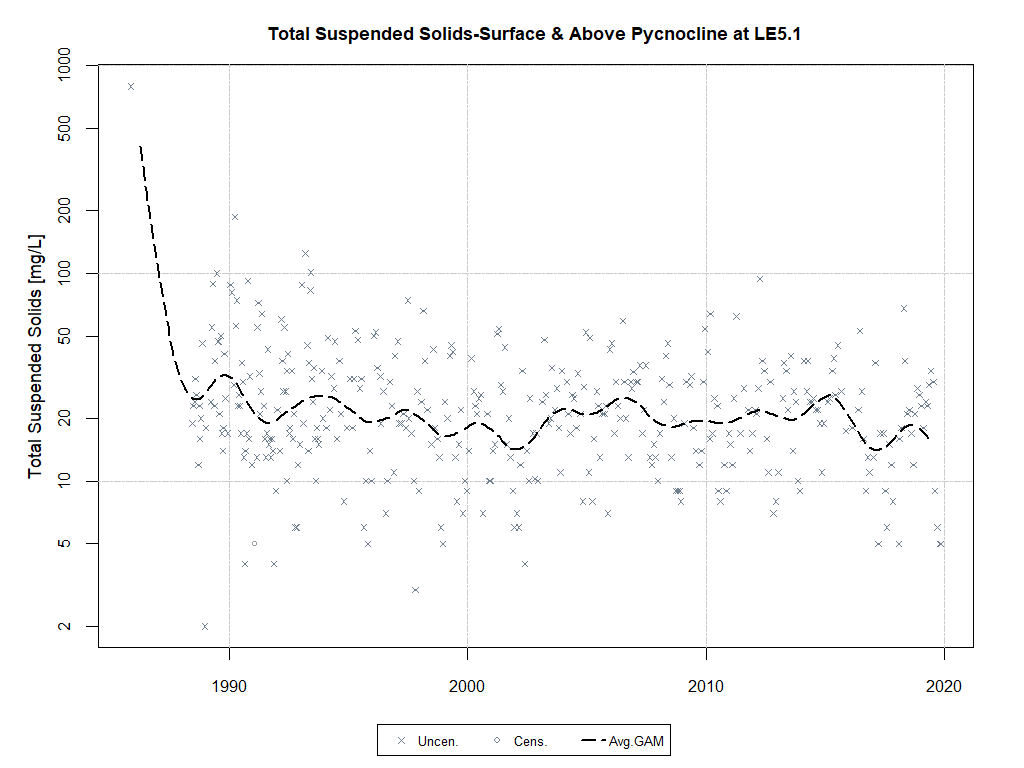 Total Suspended Solids-Surface & Above Pycnocline at LE5.1
Total Suspended Solids [mg/L]
1000
500
200
100
50
20
10
5
2
1990 2000 2010 2020
Uncen. Cens. Avg.GAM